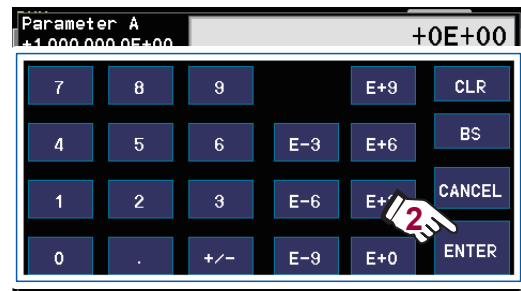 Parameter A
+1.000.000.0E+00
+0E+00
7 8 9 E+9 CLR
4 5 6 E-3 E+6 BS
1 2 3 E-6 CANCEL
2
0 . +/- E-9 E+0 ENTER